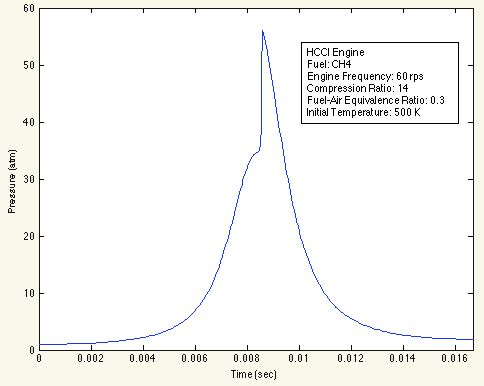 60
50
40
30
20
10
0
Pressure (atm)
HCCI Engine
Fuel: CH4
Engine Frequency: 60 rps
Compression Ratio: 14
Fuel-Air Equivalence Ratio: 0.3
Initial Temperature: 500 K
0 0.002 0.004 0.006 0.008 0.01 0.012 0.014 0.016
Time (sec)